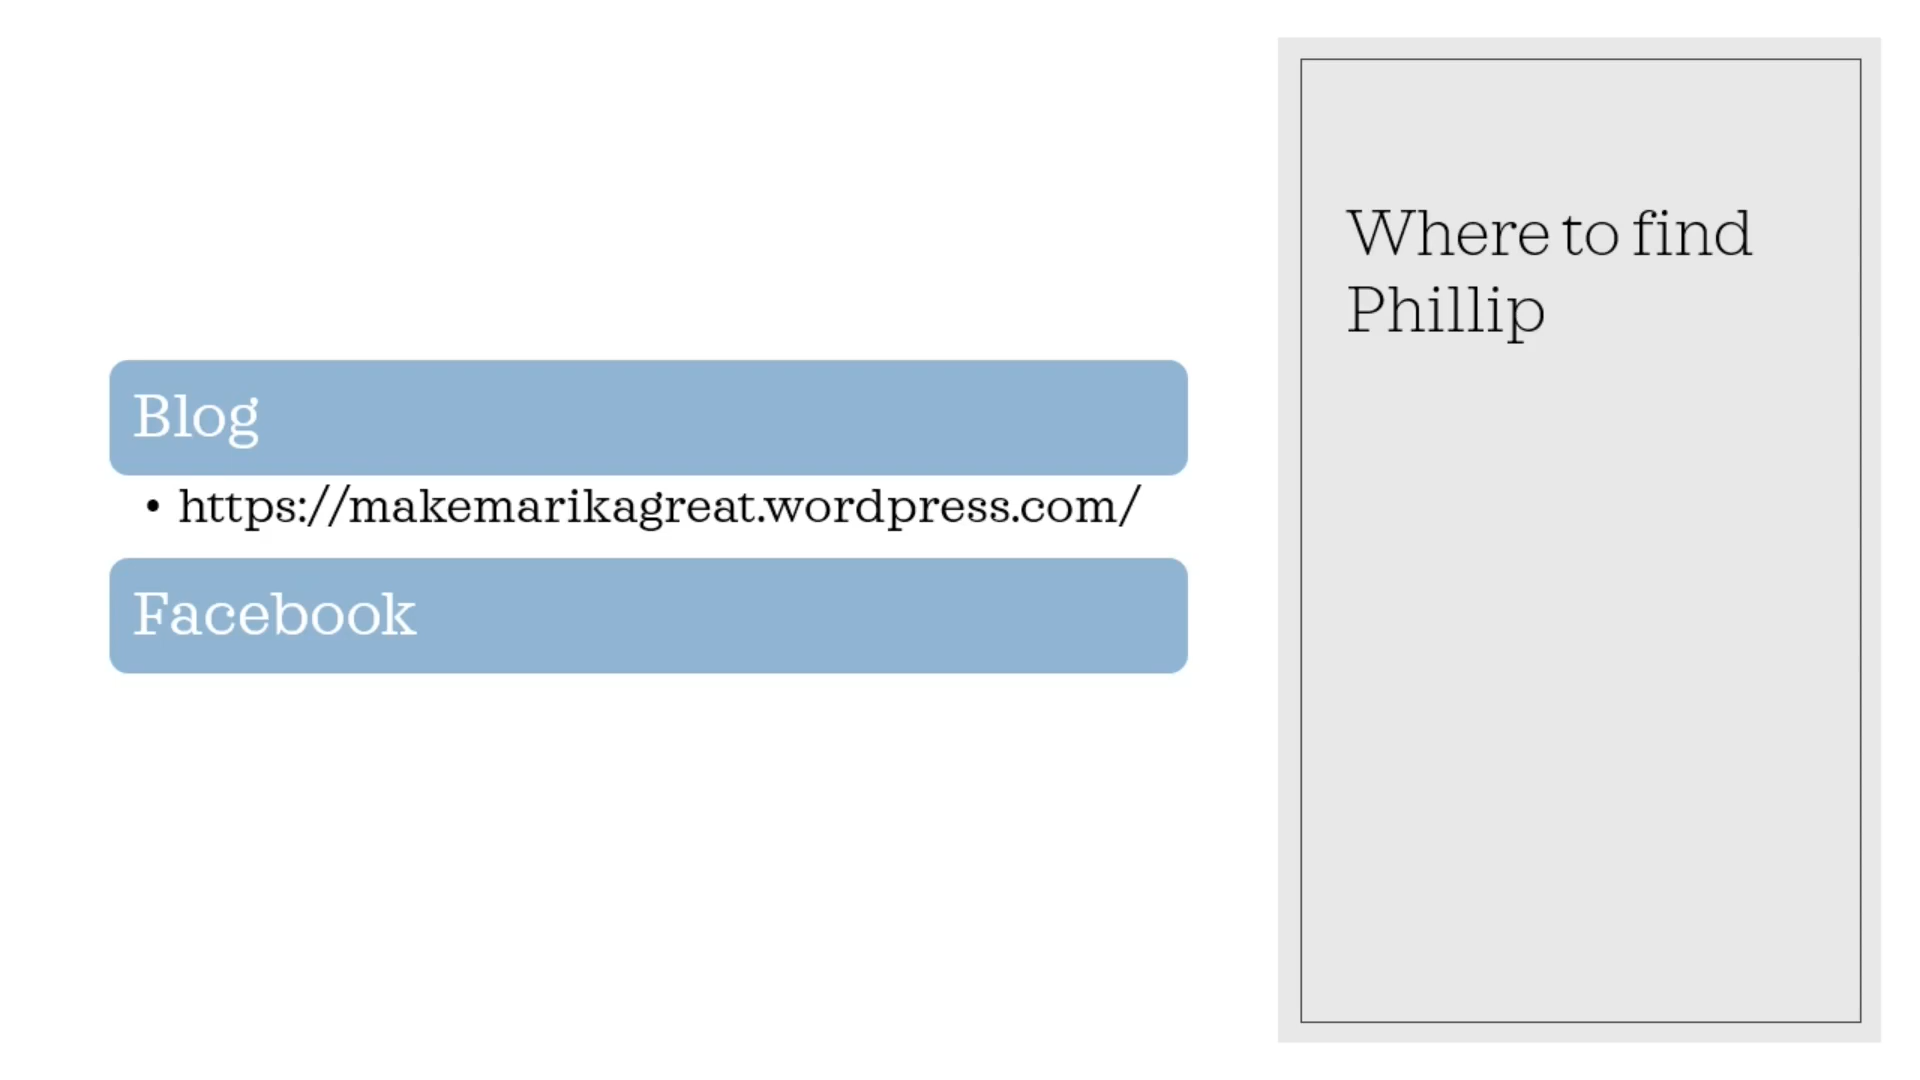 Where to find
Phillip
Blog
• https://makemarikagreat.wordpress.com/
Facebook